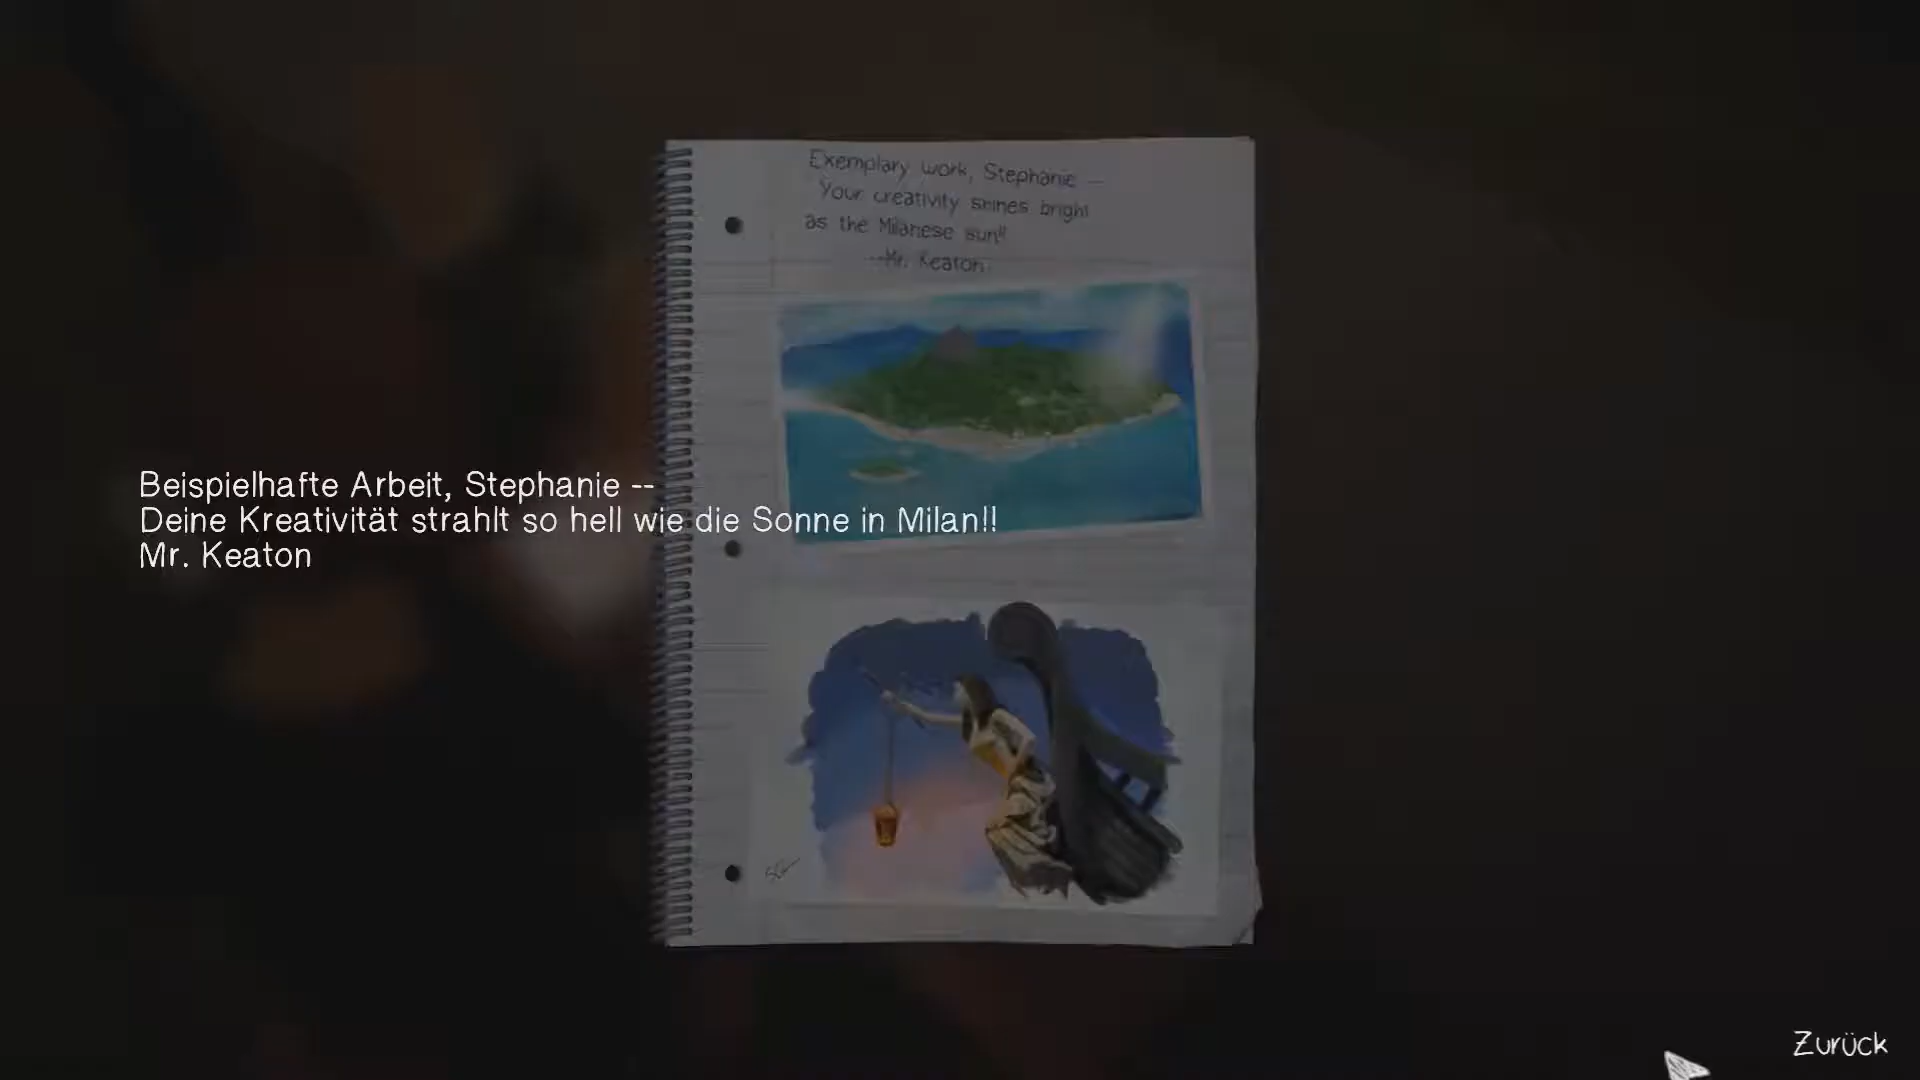 Exemplary work, Stephanie --
Your creativity shines bright
as the Milanese sun!!
--Mr. Keaton
Beispielhafte Arbeit, Stephanie --
Deine Kreativität strahlt so hell wie die Sonne in Milan!!
Mr. Keaton
Zurück